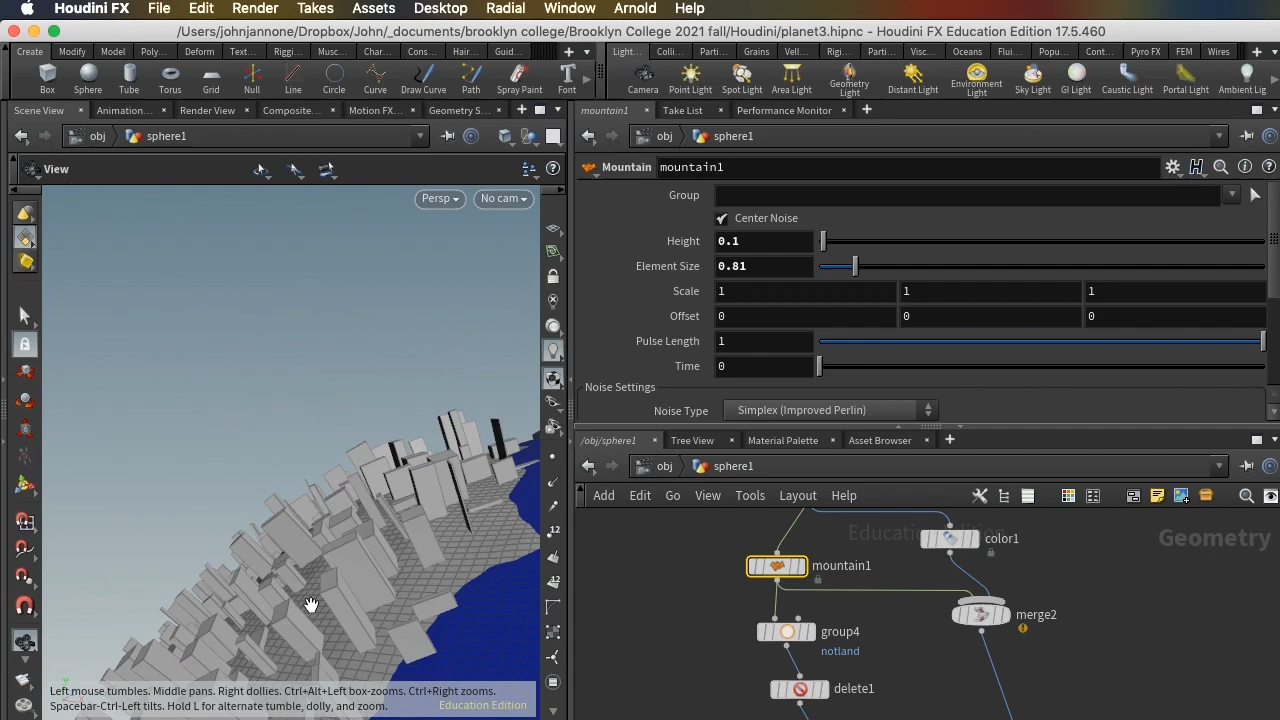 Houdini FX File Edit Render Takes Assets Desktop Radial Window Arnold Help
/Users/johnjannone/Dropbox/John/_documents/brooklyn college/Brooklyn College 2021 fall/Houdini/planet3.hipnc - Houdini FX Education Edition 17.5.460
Create Modify Model Poly... Deform Text... Riggi... Musc... Char... Cons... Hair... Guid... Light... Colli... Parti... Grains Vell... Rigi... Parti... Visc... Oceans Flui... Popu... Cont... Pyro FX FEM Wires
Box Sphere Tube Torus Grid Null Line Circle Curve Draw Curve Path Spray Paint Font Camera Point Light Spot Light Area Light Geometry Light Distant Light Environment Light Sky Light GI Light Caustic Light Portal Light Ambient Lig
Scene View Animation... Render View Composite... Motion FX... Geometry S... mountain1 Take List Performance Monitor
obj sphere1 obj sphere1
View Mountain mountain1
Persp No cam Group
Center Noise
Height 0.1
Element Size 0.81
Scale 1 1 1
Offset 0 0 0
Pulse Length 1
Time 0
Noise Settings
Noise Type Simplex (Improved Perlin)
/obj/sphere1 Tree View Material Palette Asset Browser
obj sphere1
Add Edit Go View Tools Layout Help
Education Edition Geometry
color1
mountain1
merge2
group4
notland
delete1
12
12
Left mouse tumbles. Middle pans. Right dollies. Ctrl+Alt+Left box-zooms. Ctrl+Right zooms.
Spacebar-Ctrl-Left tilts. Hold L for alternate tumble, dolly, and zoom. Education Edition